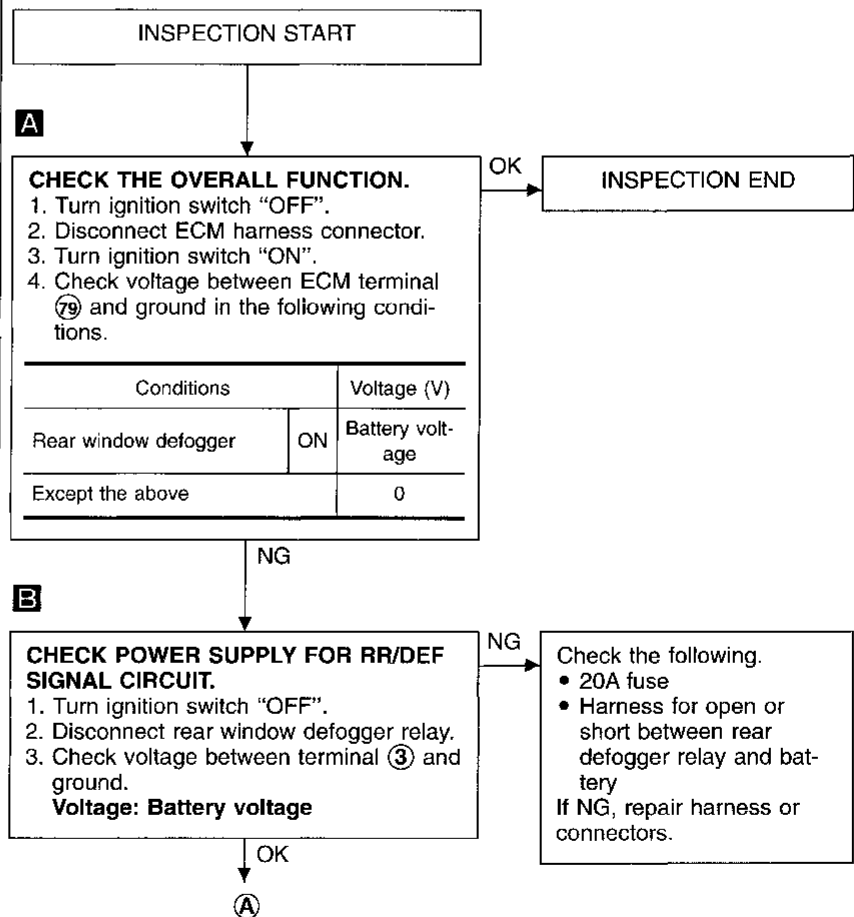 INSPECTION START
A
CHECK THE OVERALL FUNCTION.
1. Turn ignition switch “OFF”.
2. Disconnect ECM harness connector.
3. Turn ignition switch “ON”.
4. Check voltage between ECM terminal
79 and ground in the following condi-
tions.
Conditions Voltage (V)
Rear window defogger ON Battery volt-
age
Except the above 0
OK
INSPECTION END
NG
B
CHECK POWER SUPPLY FOR RR/DEF
SIGNAL CIRCUIT.
1. Turn ignition switch “OFF”.
2. Disconnect rear window defogger relay.
3. Check voltage between terminal 3 and
ground.
Voltage: Battery voltage
NG
Check the following.
• 20A fuse
• Harness for open or
short between rear
defogger relay and bat-
tery
If NG, repair harness or
connectors.
OK
A